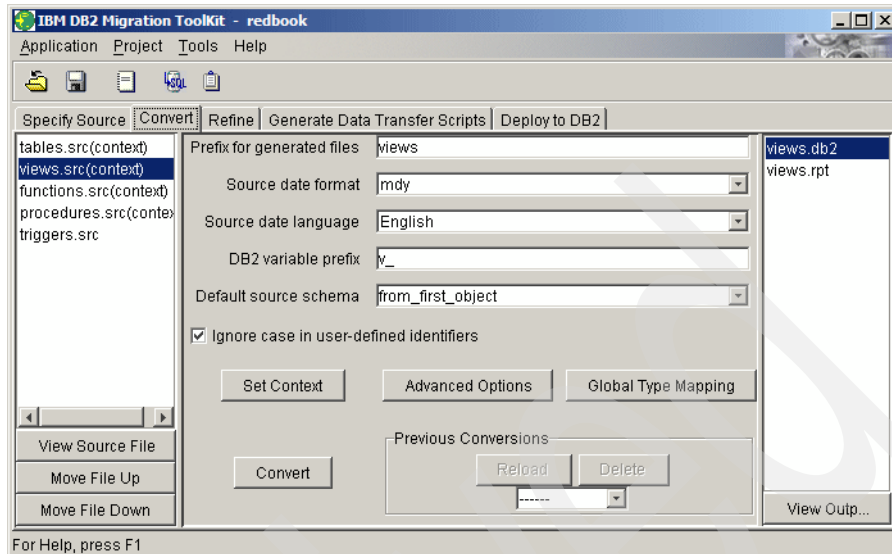 IBM DB2 Migration ToolKit - redbook
Application Project Tools Help
SQL
Specify Source Convert Refine Generate Data Transfer Scripts Deploy to DB2
tables.src(context)
views.src(context)
functions.src(context)
procedures.src(contex
triggers.src
View Source File
Move File Up
Move File Down
Prefix for generated files views
Source date format mdy
Source date language English
DB2 variable prefix v_
Default source schema from_first_object
Ignore case in user-defined identifiers
Set Context Advanced Options Global Type Mapping
Convert
Previous Conversions
Reload Delete
------
views.db2
views.rpt
View Outp...
For Help, press F1